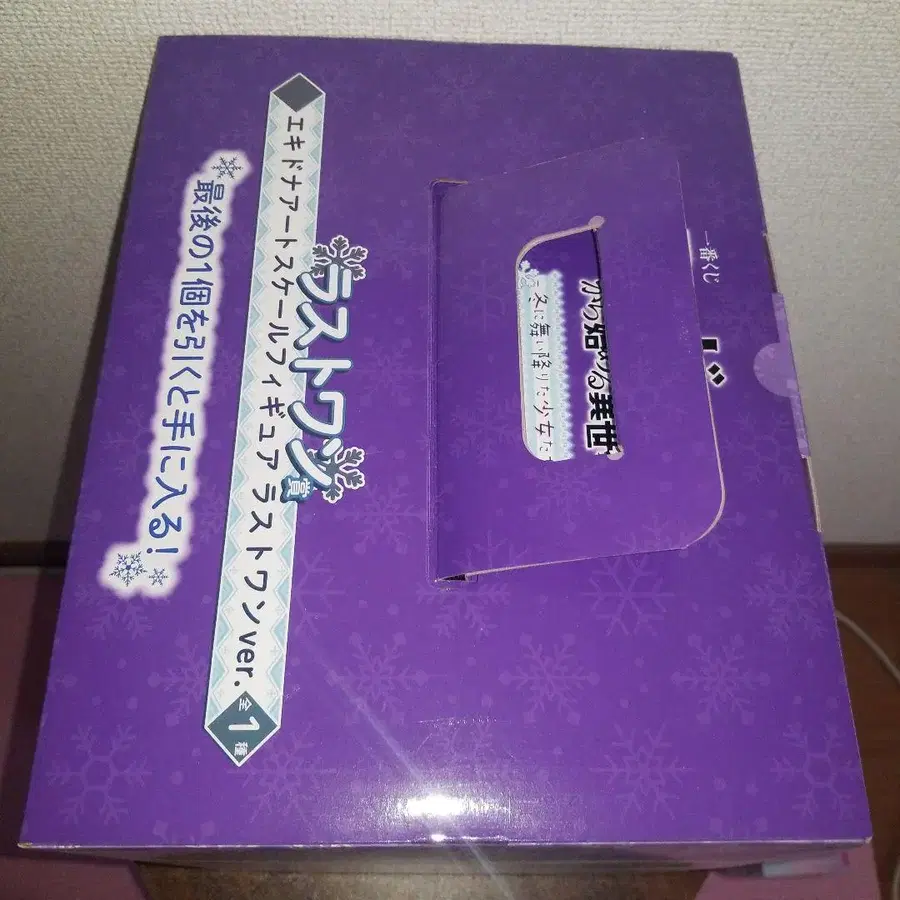 一番くじ
から始める異世
冬に舞い降りた少女た
ラストワン賞
エキドナアートスケールフィギュア ラストワンver.
全1種
最後の1個を引くと手に入る!